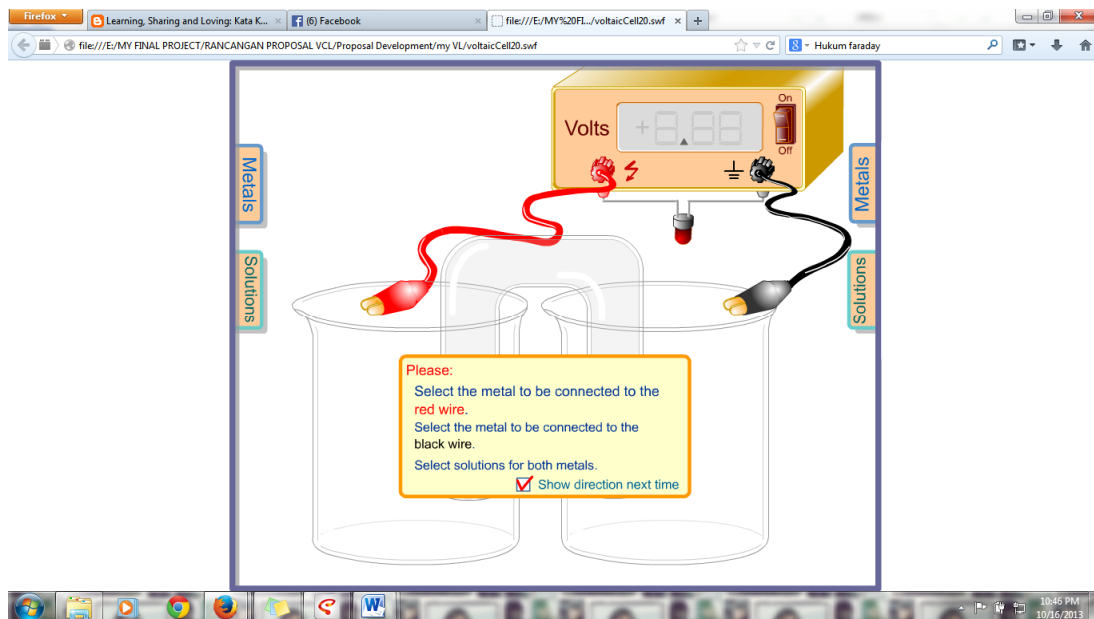 Firefox
Learning, Sharing and Loving: Kata K...
(6) Facebook
file:///E:/MY%20FI.../voltaicCell20.swf
file:///E:/MY FINAL PROJECT/RANCANGAN PROPOSAL VCL/Proposal Development/my VL/voltaicCell20.swf
Hukum faraday
Volts
+8.88
On
Off
Metals
Solutions
Metals
Solutions
Please:
Select the metal to be connected to the
red wire.
Select the metal to be connected to the
black wire.
Select solutions for both metals.
Show direction next time
10:46 PM
10/16/2013